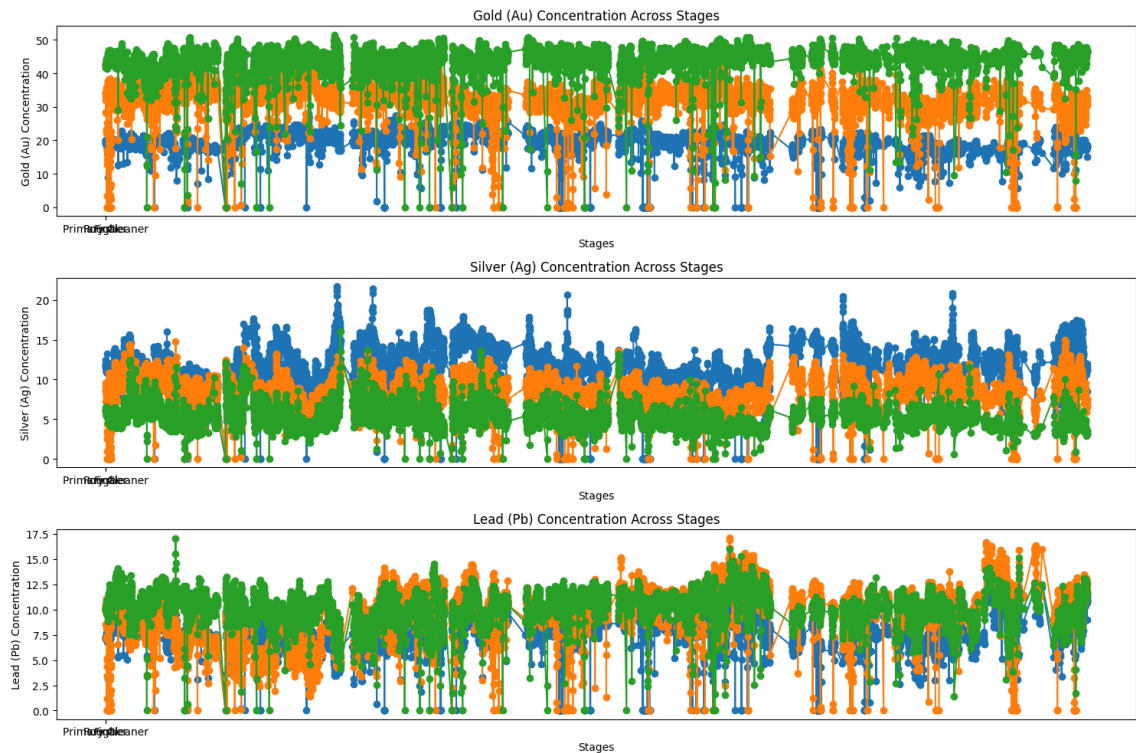 Gold (Au) Concentration Across Stages
Gold (Au) Concentration
50
40
30
20
10
0
Stages
Silver (Ag) Concentration Across Stages
Silver (Ag) Concentration
20
15
10
5
0
Stages
Lead (Pb) Concentration Across Stages
Lead (Pb) Concentration
17.5
15.0
12.5
10.0
7.5
5.0
2.5
0.0
Stages